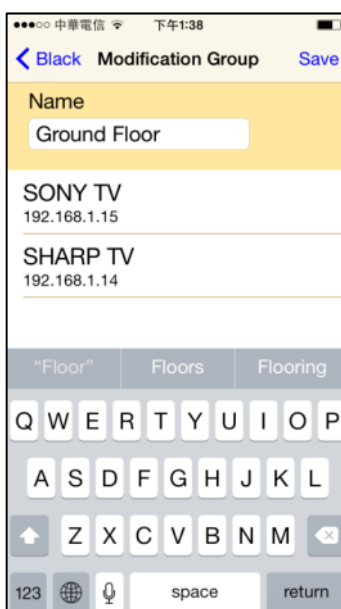 中華電信 下午1:38
Black Modification Group Save
Name
Ground Floor
SONY TV
192.168.1.15
SHARP TV
192.168.1.14
“Floor” Floors Flooring
Q W E R T Y U I O P
A S D F G H J K L
Z X C V B N M
123 space return